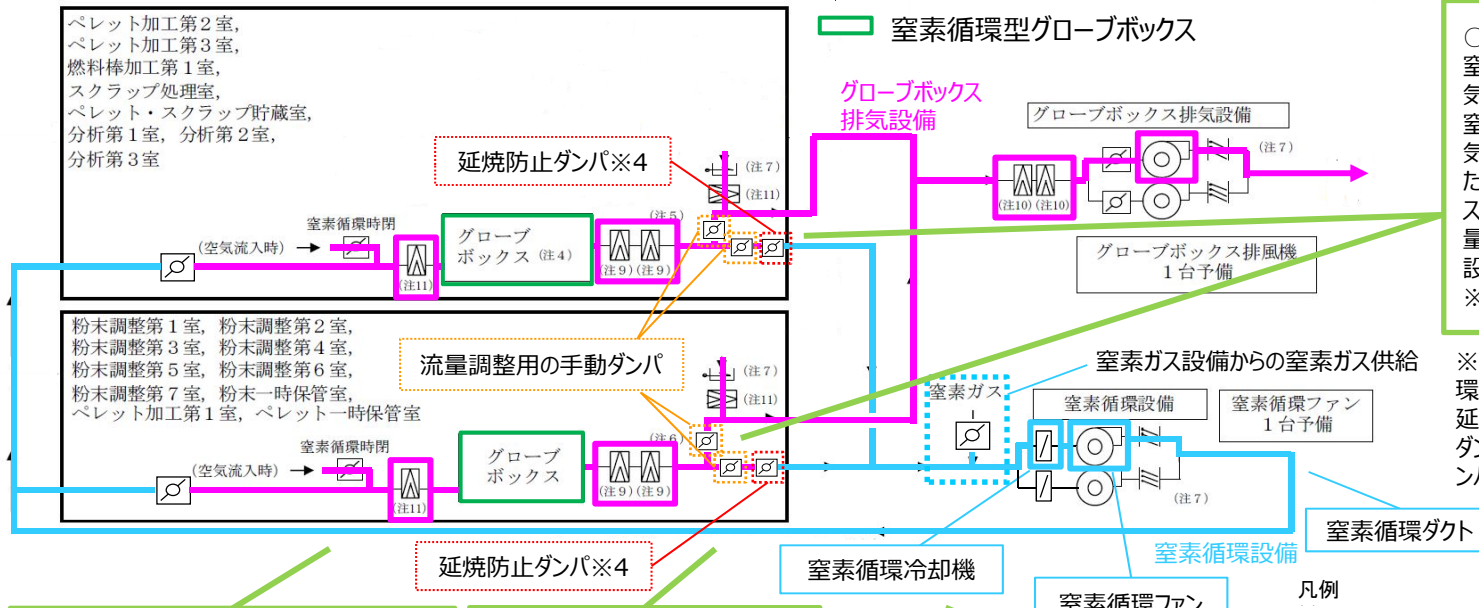 ペレット加工第２室，
ペレット加工第３室，
燃料棒加工第１室，
スクラップ処理室，
ペレット・スクラップ貯蔵室，
分析第１室，分析第２室，
分析第３室
窒素循環型グローブボックス
グローブボックス
排気設備
延焼防止ダンパ※4
(注７)
(注11)
窒素循環時閉
(空気流入時)
(注11)
グローブ
ボックス (注４)
(注５)
(注９)(注９)
グローブボックス排気設備
(注７)
(注10) (注10)
グローブボックス排風機
１台予備
粉末調整第１室，粉末調整第２室，
粉末調整第３室，粉末調整第４室，
粉末調整第５室，粉末調整第６室，
粉末調整第７室，粉末一時保管室，
ペレット加工第１室，ペレット一時保管室
流量調整用の手動ダンパ
(注７)
(注11)
窒素循環時閉
(空気流入時)
(注11)
グローブ
ボックス
(注６)
(注９)(注９)
延焼防止ダンパ※4
窒素ガス設備からの窒素ガス供給
窒素ガス
窒素循環設備
窒素循環ファン
１台予備
(注７)
窒素循環冷却機
窒素循環設備
窒素循環ダクト
窒素循環ファン
凡例
○
窒
気
窒
気
た
ス
量
設
※
※
環
延
ダン
ンパ